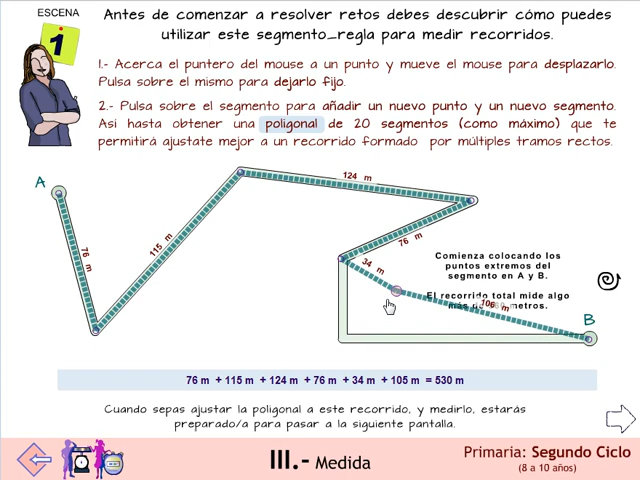 ESCENA
1
Antes de comenzar a resolver retos debes descubrir cómo puedes
utilizar este segmento_regla para medir recorridos.
1.- Acerca el puntero del mouse a un punto y mueve el mouse para desplazarlo.
Pulsa sobre el mismo para dejarlo fijo.
2.- Pulsa sobre el segmento para añadir un nuevo punto y un nuevo segmento.
Asi hasta obtener una poligonal de 20 segmentos (como máximo) que te
permitirá ajustate mejor a un recorrido formado por múltiples tramos rectos.
A
76 m
115 m
124 m
76 m
34 m
105 m
Comienza colocando los
puntos extremos del
segmento en A y B.
El recorrido total mide algo
más de metros.
B
76 m + 115 m + 124 m + 76 m + 34 m + 105 m = 530 m
Cuando sepas ajustar la poligonal a este recorrido, y medirlo, estarás
preparado/a para pasar a la siguiente pantalla.
III.- Medida
Primaria: Segundo Ciclo
(8 a 10 años)